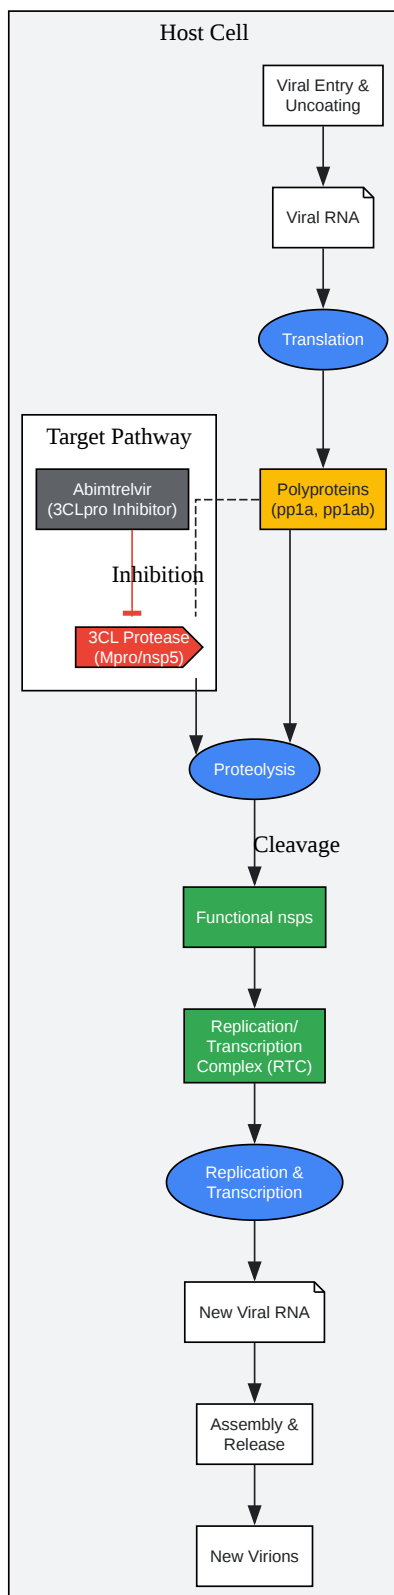 Host Cell
Viral Entry &
Uncoating
Viral RNA
Translation
Target Pathway
Abimtrelvir
(3CLpro Inhibitor)
Polyproteins
(pp1a, pp1ab)
Inhibition
3CL Protease
(Mpro/nsp5)
Proteolysis
Cleavage
Functional nsps
Replication/
Transcription
Complex (RTC)
Replication &
Transcription
New Viral RNA
Assembly &
Release
New Virions